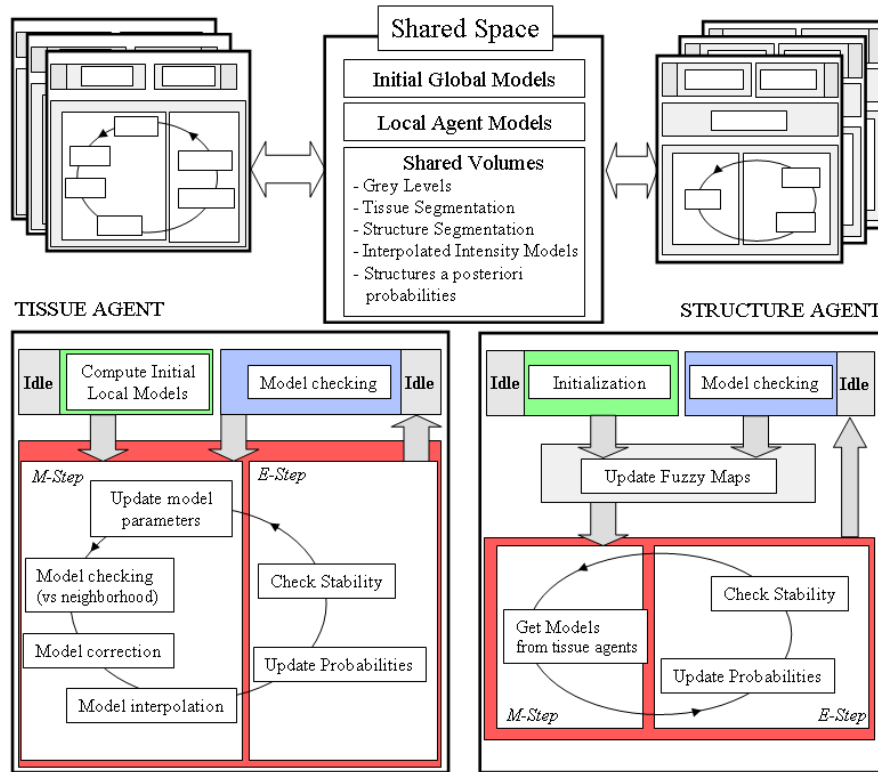 Shared Space
Initial Global Models
Local Agent Models
Shared Volumes
- Grey Levels
- Tissue Segmentation
- Structure Segmentation
- Interpolated Intensity Models
- Structures a posteriori
probabilities
TISSUE AGENT
STRUCTURE AGENT
Idle
Compute Initial
Local Models
Model checking
Idle
M-Step
E-Step
Update model
parameters
Model checking
(vs neighborhood)
Model correction
Model interpolation
Check Stability
Update Probabilities
Idle
Initialization
Model checking
Idle
Update Fuzzy Maps
Get Models
from tissue agents
Check Stability
Update Probabilities
M-Step
E-Step